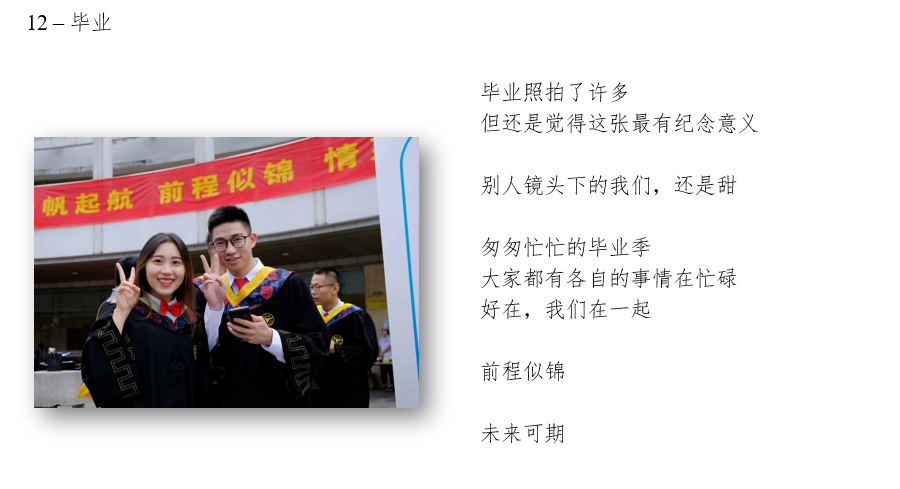 12 – 毕业
毕业照拍了许多
但还是觉得这张最有纪念意义
别人镜头下的我们，还是甜
匆匆忙忙的毕业季
大家都有各自的事情在忙碌
好在，我们在一起
前程似锦
未来可期
帆起航 前程似锦 情